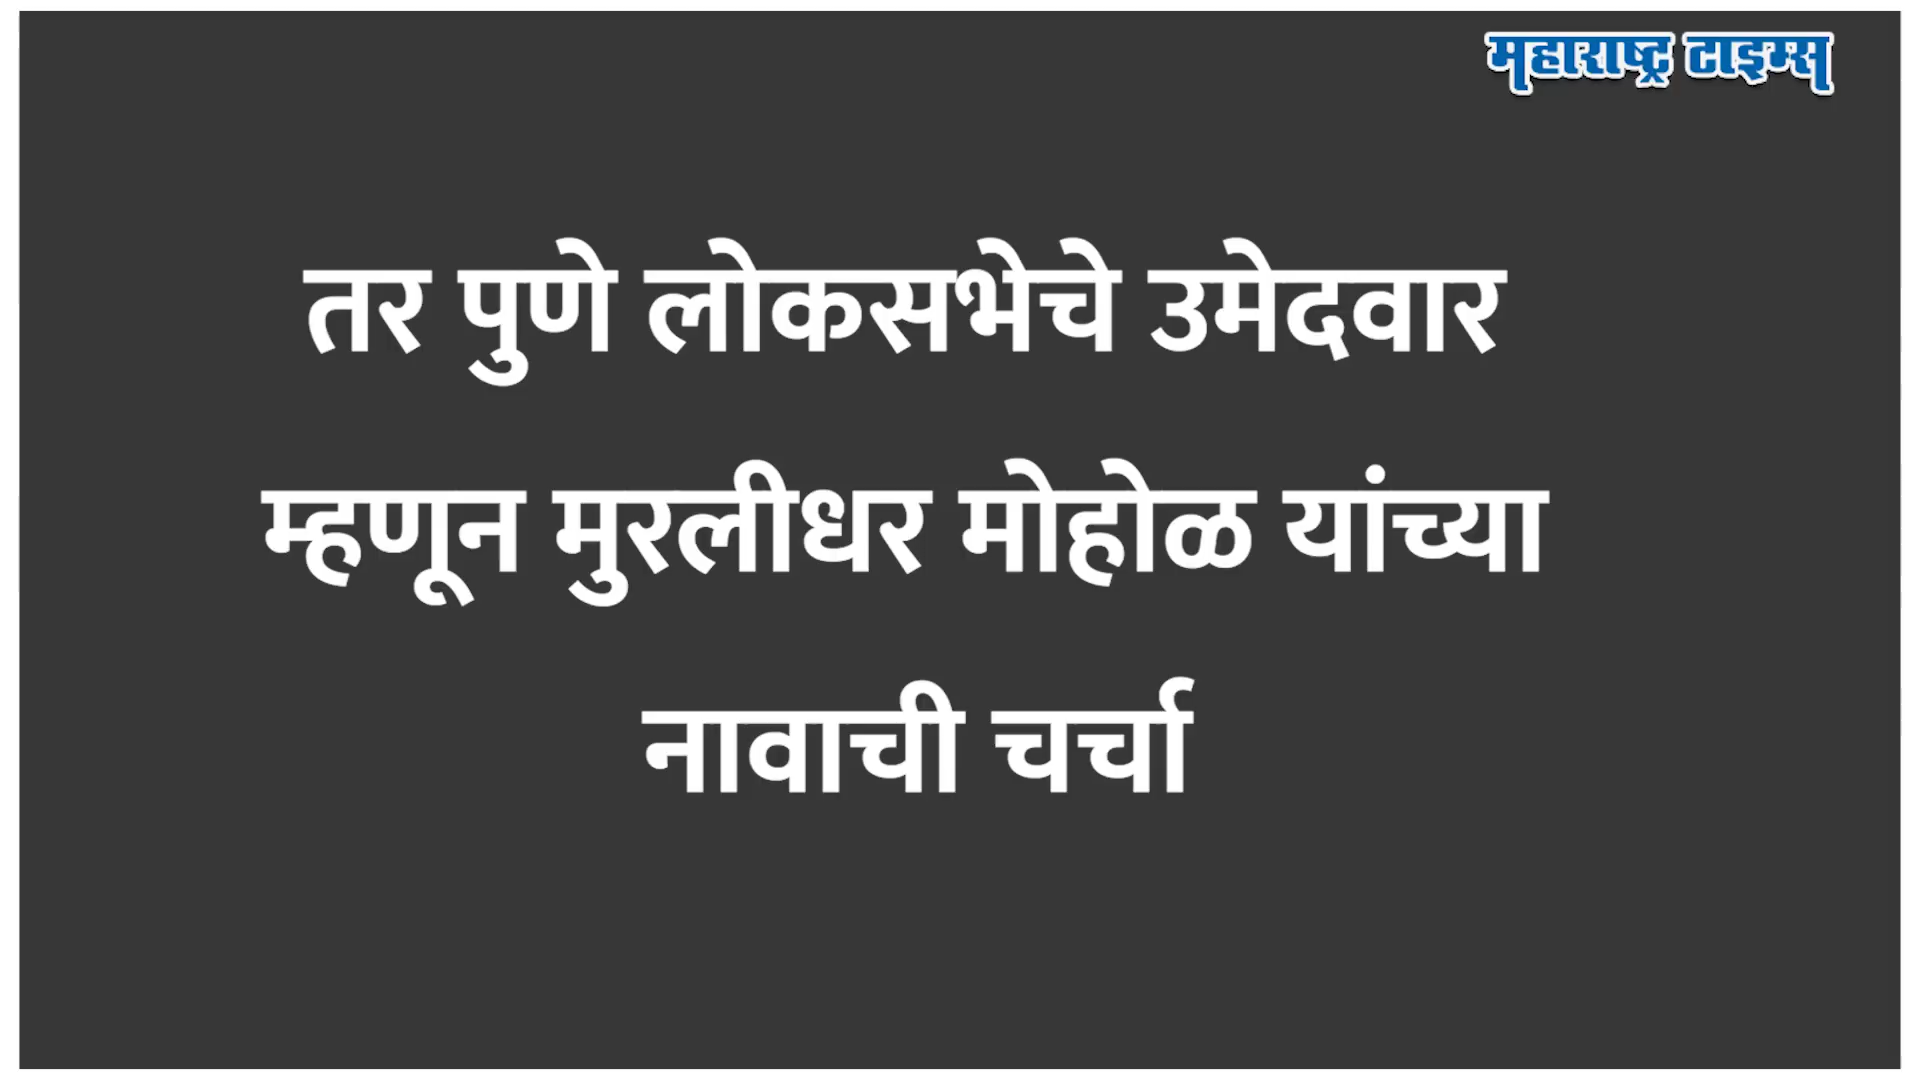 महाराष्ट्र टाइम्स
तर पुणे लोकसभेचे उमेदवार
म्हणून मुरलीधर मोहोळ यांच्या
नावाची चर्चा